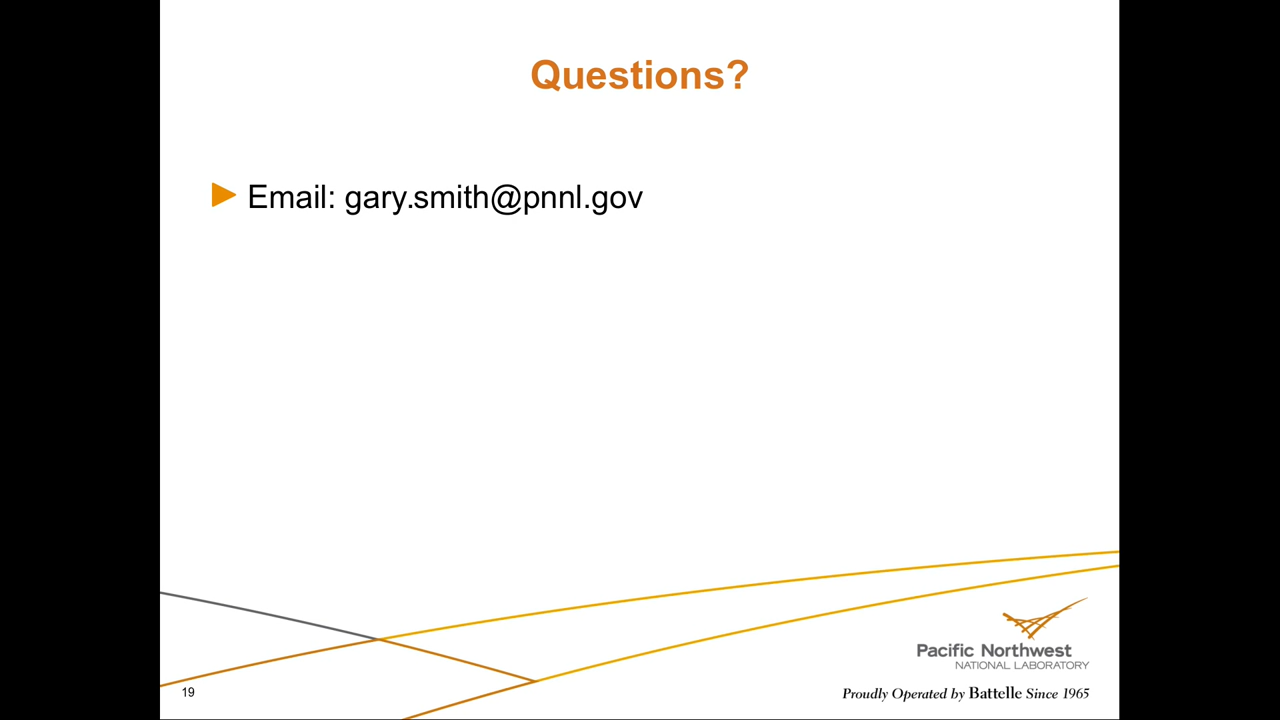 Questions?
Email: gary.smith@pnnl.gov
Pacific Northwest
NATIONAL LABORATORY
19
Proudly Operated by Battelle Since 1965